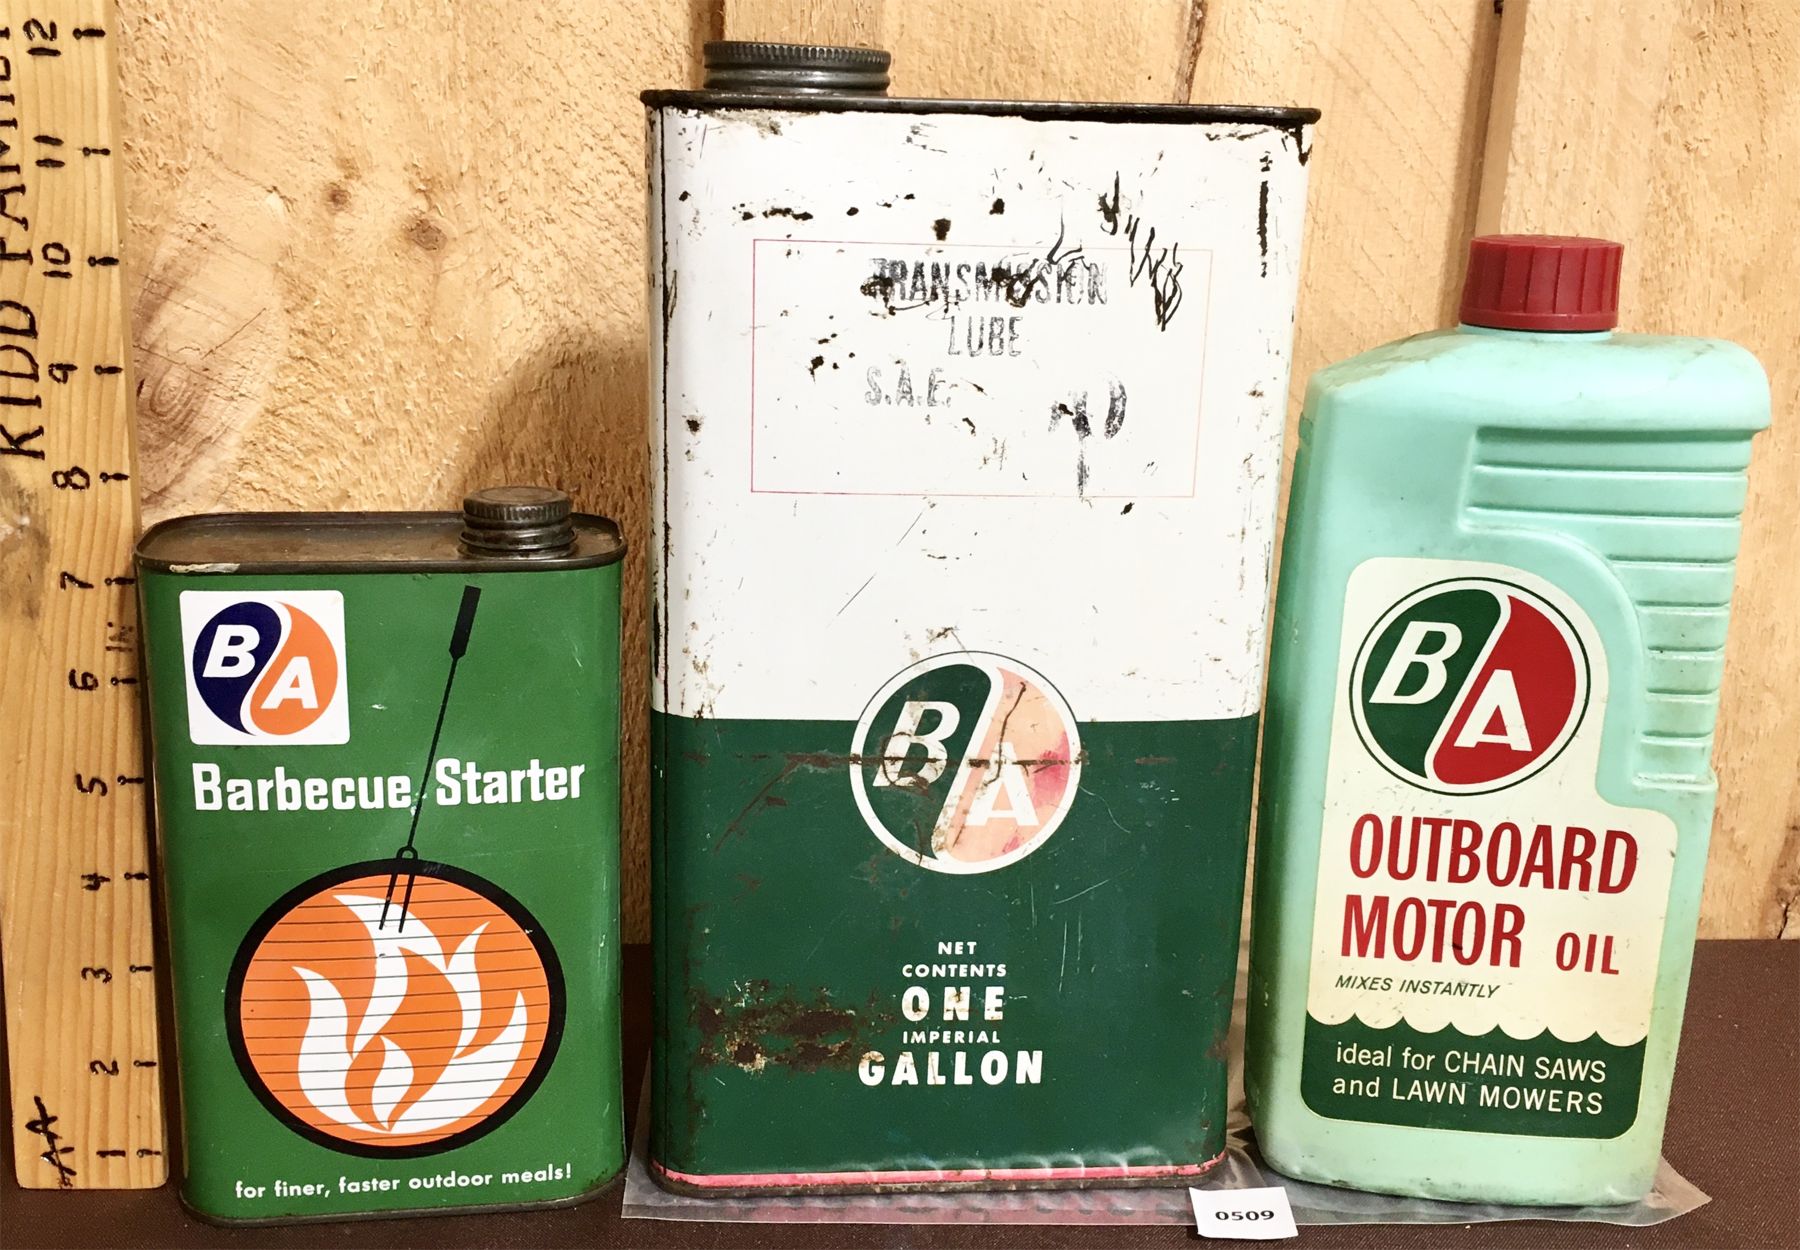 12
11
10
9
8
7
IN
6
5
4
3
2
1
KIDD FAMILY
AA
BA
Barbecue Starter
for finer, faster outdoor meals!
TRANSMISSION
LUBE
S.A.E.
BA
NET
CONTENTS
ONE
IMPERIAL
GALLON
BA
OUTBOARD
MOTOR OIL
MIXES INSTANTLY
ideal for CHAIN SAWS
and LAWN MOWERS
0509